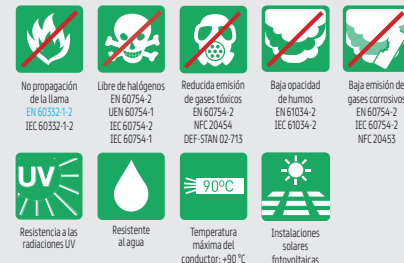 No propagación
de la llama
EN 60332-1-2
IEC 60332-1-2
Libre de halógenos
EN 60754-2
UEN 60754-1
IEC 60754-2
IEC 60754-1
Reducida emisión
de gases tóxicos
EN 60754-2
NFC 20454
DEF-STAN 02-713
Baja opacidad
de humos
EN 61034-2
IEC 61034-2
Baja emisión de
gases corrosivos
EN 60754-2
IEC 60754-2
NFC 20453
UV
Resistencia a las
radiaciones UV
Resistente
al agua
90ºC
Temperatura
máxima del
conductor: +90 °C
Instalaciones
solares
fotovoltaicas